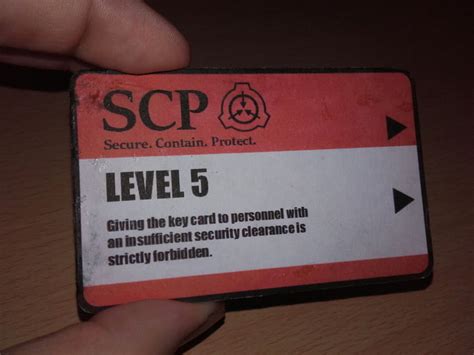 SCP
Secure. Contain. Protect.
LEVEL 5
Giving the key card to personnel with
an insufficient security clearance is
strictly forbidden.